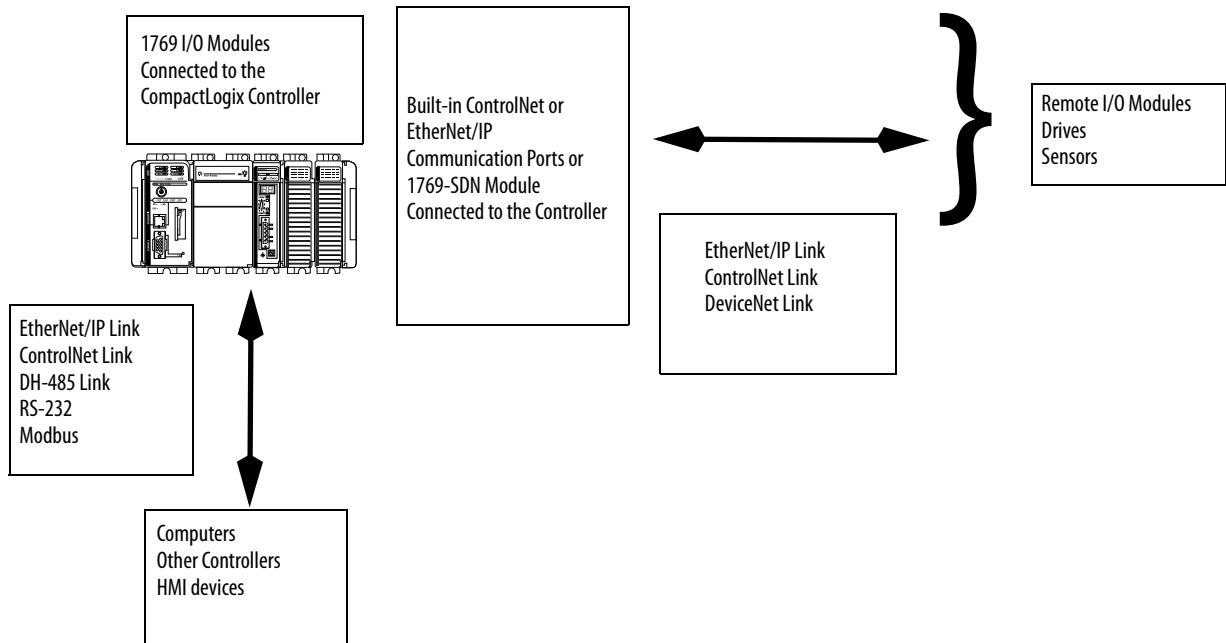 1769 I/O Modules
Connected to the
CompactLogix Controller
Built-in ControlNet or
EtherNet/IP
Communication Ports or
1769-SDN Module
Connected to the Controller
Remote I/O Modules
Drives
Sensors
EtherNet/IP Link
ControlNet Link
DeviceNet Link
EtherNet/IP Link
ControlNet Link
DH-485 Link
RS-232
Modbus
Computers
Other Controllers
HMI devices